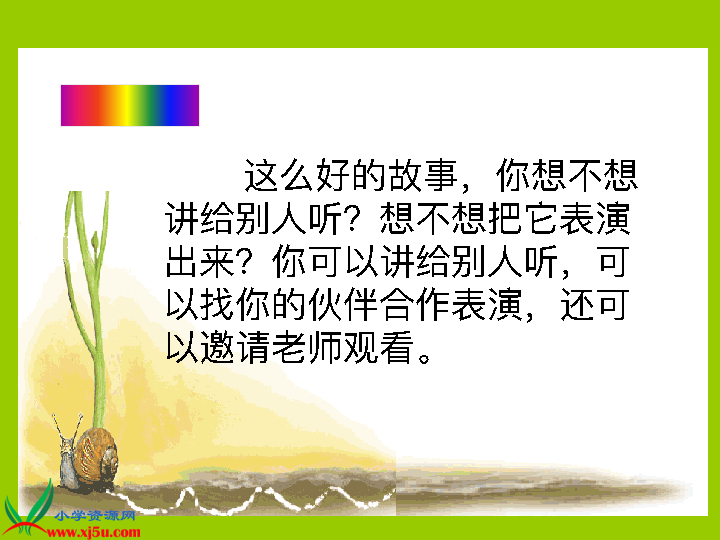 这么好的故事，你想不想
讲给别人听？想不想把它表演
出来？你可以讲给别人听，可
以找你的伙伴合作表演，还可
以邀请老师观看。
小学资源网
www.xj5u.com